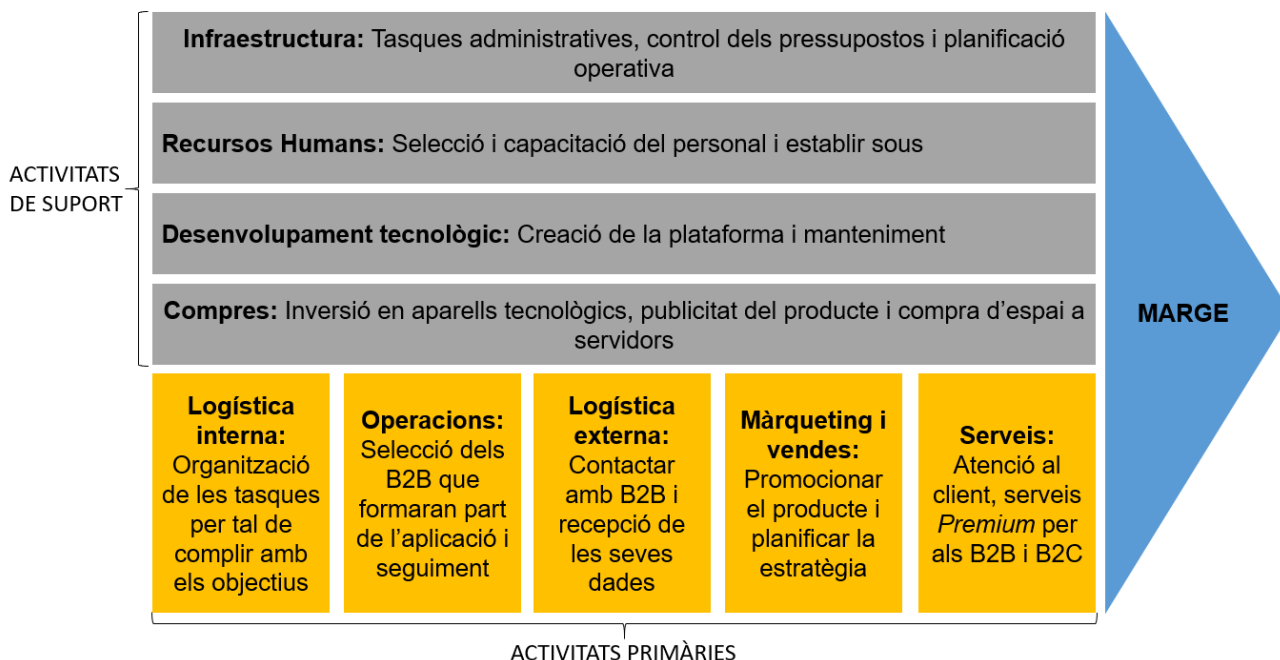 Infraestructura: Tasques administratives, control dels pressupostos i planificació
operativa
Recursos Humans: Selecció i capacitació del personal i establir sous
ACTIVITATS
DE SUPORT
Desenvolupament tecnològic: Creació de la plataforma i manteniment
Compres: Inversió en aparells tecnològics, publicitat del producte i compra d’espai a
servidors
MARGE
Logística
interna:
Organització
de les tasques
per tal de
complir amb
els objectius
Operacions:
Selecció dels
B2B que
formaran part
de l’aplicació i
seguiment
Logística
externa:
Contactar
amb B2B i
recepció de
les seves
dades
Màrqueting i
vendes:
Promocionar
el producte i
planificar la
estratègia
Serveis:
Atenció al
client, serveis
Premium per
als B2B i B2C
ACTIVITATS PRIMÀRIES